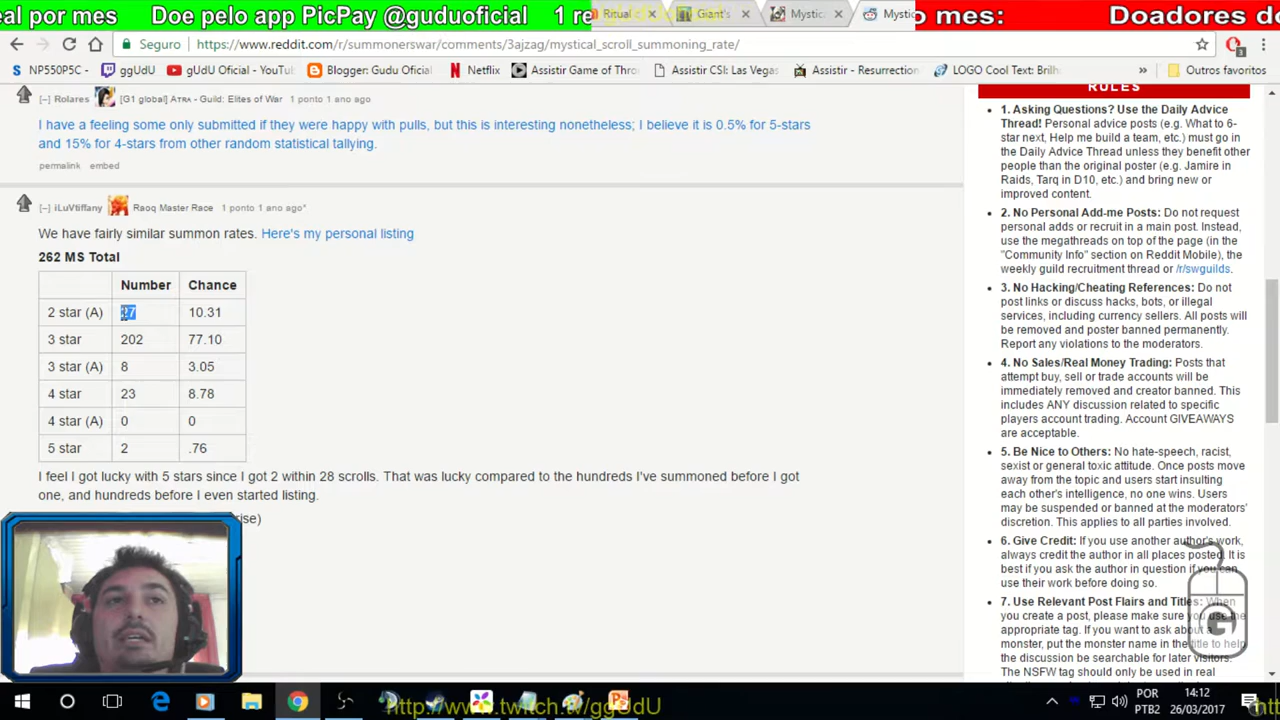 eal por mes Doe pelo app PicPay @guduoficial 1 re
o mes: Doadores do
Ritual
Giant's
Mystic
Mystic
Seguro https://www.reddit.com/r/summonerswar/comments/3ajzag/mystical_scroll_summoning_rate/
NP550P5C - ggUdU gUdU Oficial - YouTu Blogger: Gudu Oficial Netflix Assistir Game of Thro Assistir CSI: Las Vegas Assistir - Resurrection LOGO Cool Text: Brilh » Outros favoritos
[–] Rolares [G1 global] Atra - Guild: Elites of War 1 ponto 1 ano ago
I have a feeling some only submitted if they were happy with pulls, but this is interesting nonetheless; I believe it is 0.5% for 5-stars
and 15% for 4-stars from other random statistical tallying.
permalink embed
[–] iLuVtiffany Raoq Master Race 1 ponto 1 ano ago*
We have fairly similar summon rates. Here's my personal listing
262 MS Total
Number Chance
2 star (A) 27 10.31
3 star 202 77.10
3 star (A) 8 3.05
4 star 23 8.78
4 star (A) 0 0
5 star 2 .76
I feel I got lucky with 5 stars since I got 2 within 28 scrolls. That was lucky compared to the hundreds I've summoned before I got
one, and hundreds before I even started listing.
rise)
RULES
1. Asking Questions? Use the Daily Advice
Thread! Personal advice posts (e.g. What to 6-
star next, Help me build a team, etc.) must go in
the Daily Advice Thread unless they benefit other
people than the original poster (e.g. Jamire in
Raids, Tarq in D10, etc.) and bring new or
improved content.
2. No Personal Add-me Posts: Do not request
personal adds or recruit in a main post. Instead,
use the megathreads on top of the page (in the
"Community Info" section on Reddit Mobile), the
weekly guild recruitment thread or /r/swguilds.
3. No Hacking/Cheating References: Do not
post links or discuss hacks, bots, or illegal
services, including currency sellers. All posts will
be removed and poster banned permanently.
Report any violations to the moderators.
4. No Sales/Real Money Trading: Posts that
attempt buy, sell or trade accounts will be
immediately removed and creator banned. This
includes ANY discussion related to specific
players account trading. Account GIVEAWAYS
are acceptable.
5. Be Nice to Others: No hate-speech, racist,
sexist or general toxic attitude. Once posts move
away from the topic and users start insulting
each other's intelligence, no one wins. Users
may be suspended or banned at the moderators'
discretion. This applies to all parties involved.
6. Give Credit: If you use another author's work,
always credit the author in all places posted. It is
best if you ask the author in question if you can
use their work before doing so.
7. Use Relevant Post Flairs and Titles: When
you create a post, please make sure you use the
appropriate tag. If you want to ask about a
monster, put the monster name in the title to help
the discussion be searchable for later visitors.
The NSFW tag should only be used in real
http://www.twitch.tv/ggUdU
POR
PTB2
14:12
26/03/2017
htt